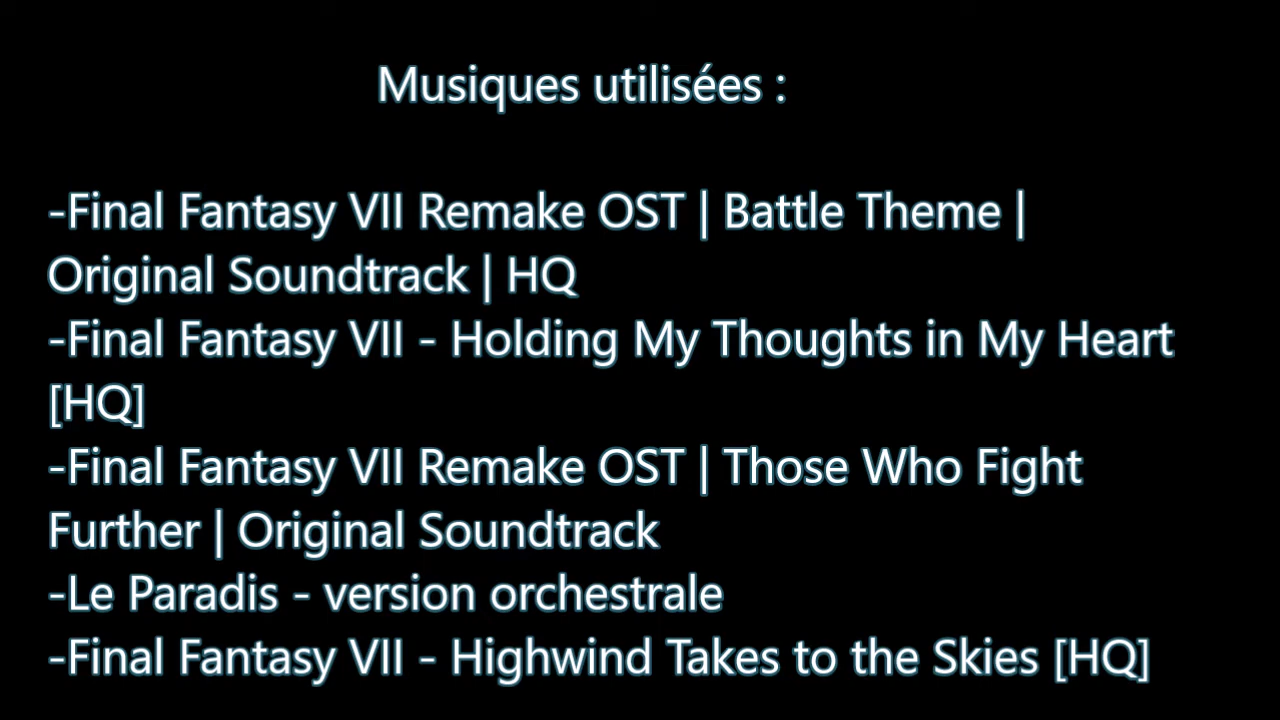 Musiques utilisées :
-Final Fantasy VII Remake OST | Battle Theme |
Original Soundtrack | HQ
-Final Fantasy VII - Holding My Thoughts in My Heart
[HQ]
-Final Fantasy VII Remake OST | Those Who Fight
Further | Original Soundtrack
-Le Paradis - version orchestrale
-Final Fantasy VII - Highwind Takes to the Skies [HQ]